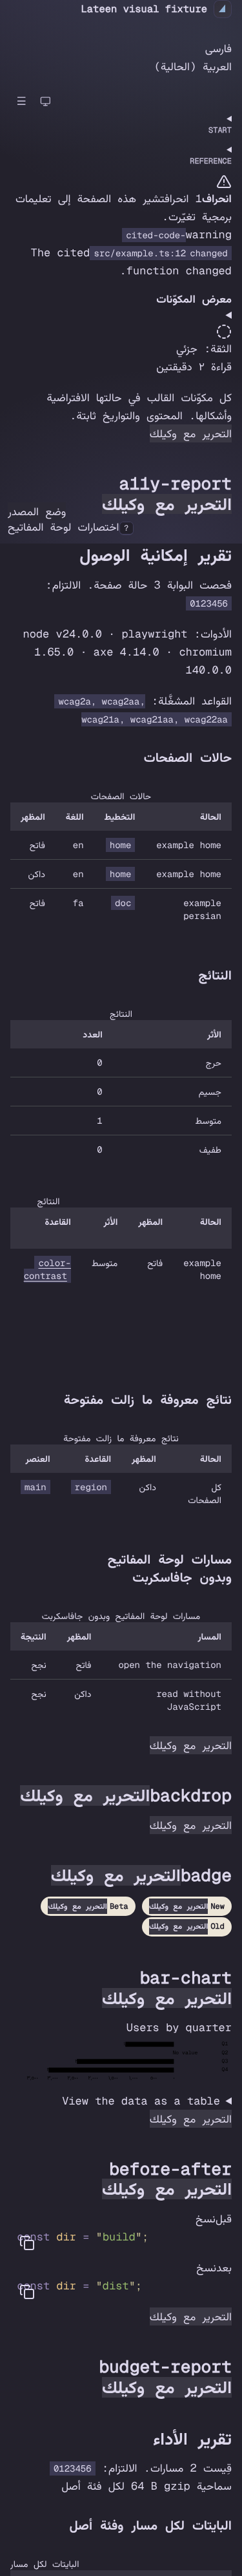 Lateen visual fixture
فارسی
العربية (الحالية)
START
REFERENCE
انحراف1 انحرافتشير هذه الصفحة إلى تعليمات
برمجية تغيّرت.
cited-code-warning
The cited src/example.ts:12 changed
function changed.
معرض المكوّنات
الثقة: جزئي
قراءة ٢ دقيقتين
كل مكوّنات القالب في حالتها الافتراضية
وأشكالها. المحتوى والتواريخ ثابتة.
التحرير مع وكيلك
a11y-report
التحرير مع وكيلك
وضع المصدر
اختصارات لوحة المفاتيح ?
تقرير إمكانية الوصول
فحصت البوابة 3 حالة صفحة. الالتزام:
0123456
الأدوات: node v24.0.0 · playwright
1.65.0 · axe 4.14.0 · chromium
140.0.0
القواعد المشغَّلة: wcag2a, wcag2aa,
wcag21a, wcag21aa, wcag22aa
حالات الصفحات
حالات الصفحات
الحالة التخطيط اللغة المظهر
example home home en فاتح
example home home en داكن
example persian doc fa فاتح
النتائج
النتائج
الأثر العدد
حرج 0
جسيم 0
متوسط 1
طفيف 0
النتائج
الحالة المظهر الأثر القاعدة
example home فاتح متوسط color-contrast
نتائج معروفة ما زالت مفتوحة
نتائج معروفة ما زالت مفتوحة
الحالة المظهر القاعدة العنصر
كل الصفحات داكن region main
مسارات لوحة المفاتيح
وبدون جافاسكربت
مسارات لوحة المفاتيح وبدون جافاسكربت
المسار المظهر النتيجة
open the navigation فاتح نجح
read without JavaScript داكن نجح
التحرير مع وكيلك
backdrop التحرير مع وكيلك
التحرير مع وكيلك
badge التحرير مع وكيلك
New التحرير مع وكيلك Beta التحرير مع وكيلك
Old التحرير مع وكيلك
bar-chart
التحرير مع وكيلك
Users by quarter
View the data as a table
التحرير مع وكيلك
before-after
التحرير مع وكيلك
قبلنسخ
const dir = "build";
بعدنسخ
const dir = "dist";
التحرير مع وكيلك
budget-report
التحرير مع وكيلك
تقرير الأداء
قِيست 2 مسارات. الالتزام: 0123456
سماحية 64 B gzip لكل فئة أصل
البايتات لكل مسار وفئة أصل
البايتات لكل مسار